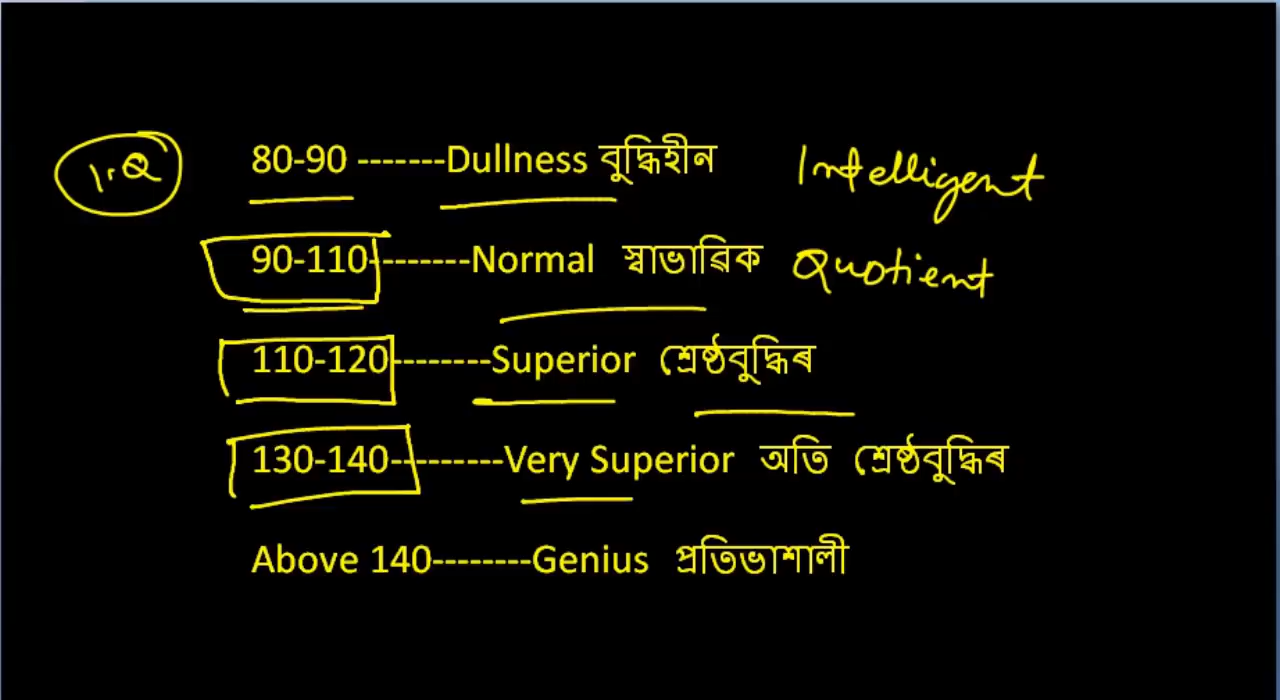 I.Q 80-90 -------Dullness বুদ্ধিহীন Intelligent
90-110--------Normal স্বাভাৱিক Quotient
110-120--------Superior শ্ৰেষ্ঠবুদ্ধিৰ
130-140---------Very Superior অতি শ্ৰেষ্ঠবুদ্ধিৰ
Above 140-------Genius প্ৰতিভাশালী